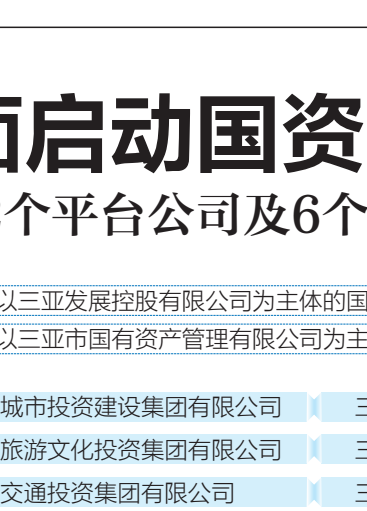 面启动国资
个平台公司及6个
以三亚发展控股有限公司为主体的国
以三亚市国有资产管理有限公司为主
城市投资建设集团有限公司 三
旅游文化投资集团有限公司 三
交通投资集团有限公司 三